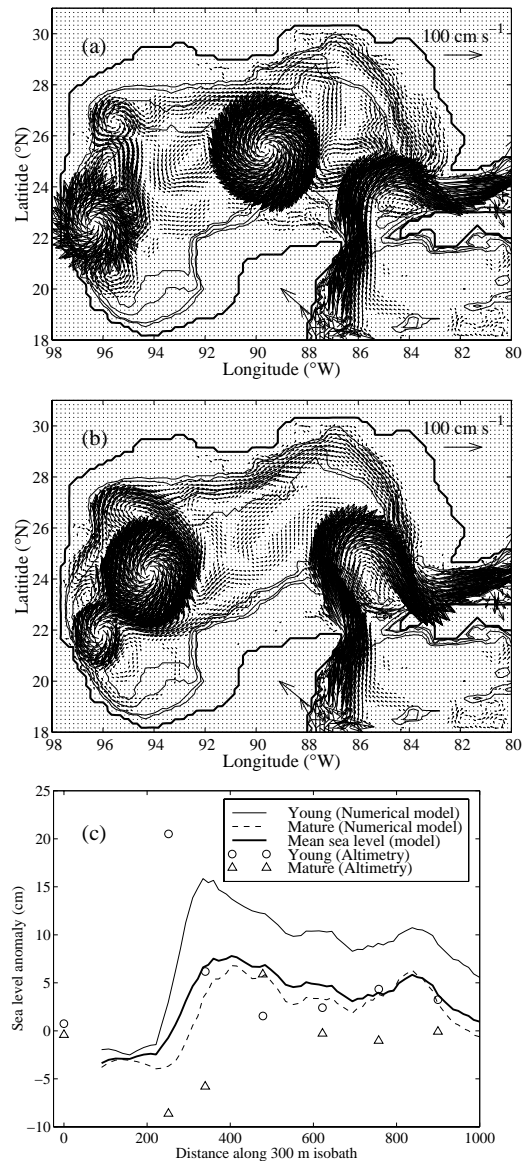 (a)
100 cm s⁻¹
30
28
26
24
22
20
18
Latitide (°N)
98 96 94 92 90 88 86 84 82 80
Longitude (°W)
(b)
100 cm s⁻¹
30
28
26
24
22
20
18
Latitide (°N)
98 96 94 92 90 88 86 84 82 80
Longitude (°W)
(c)
Young (Numerical model)
Mature (Numerical model)
Mean sea level (model)
Young (Altimetry)
Mature (Altimetry)
25
20
15
10
5
0
−5
−10
Sea level anomaly (cm)
0 200 400 600 800 1000
Distance along 300 m isobath